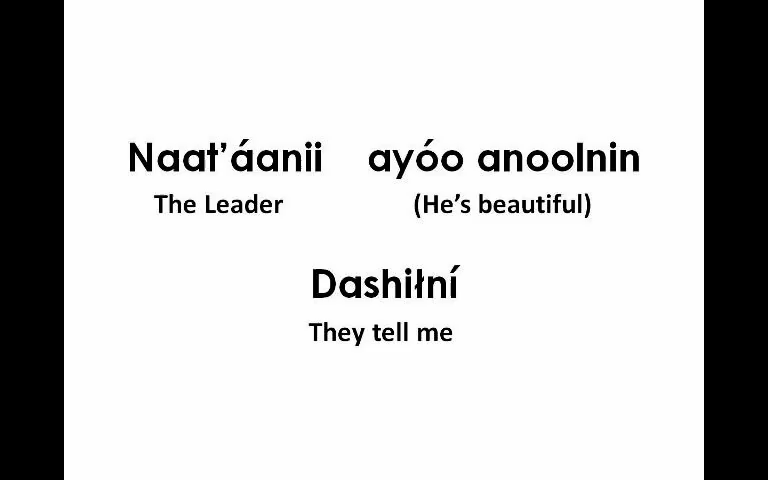 Naat’áanii ayóo anoolnin
The Leader (He’s beautiful)
Dashiłní
They tell me